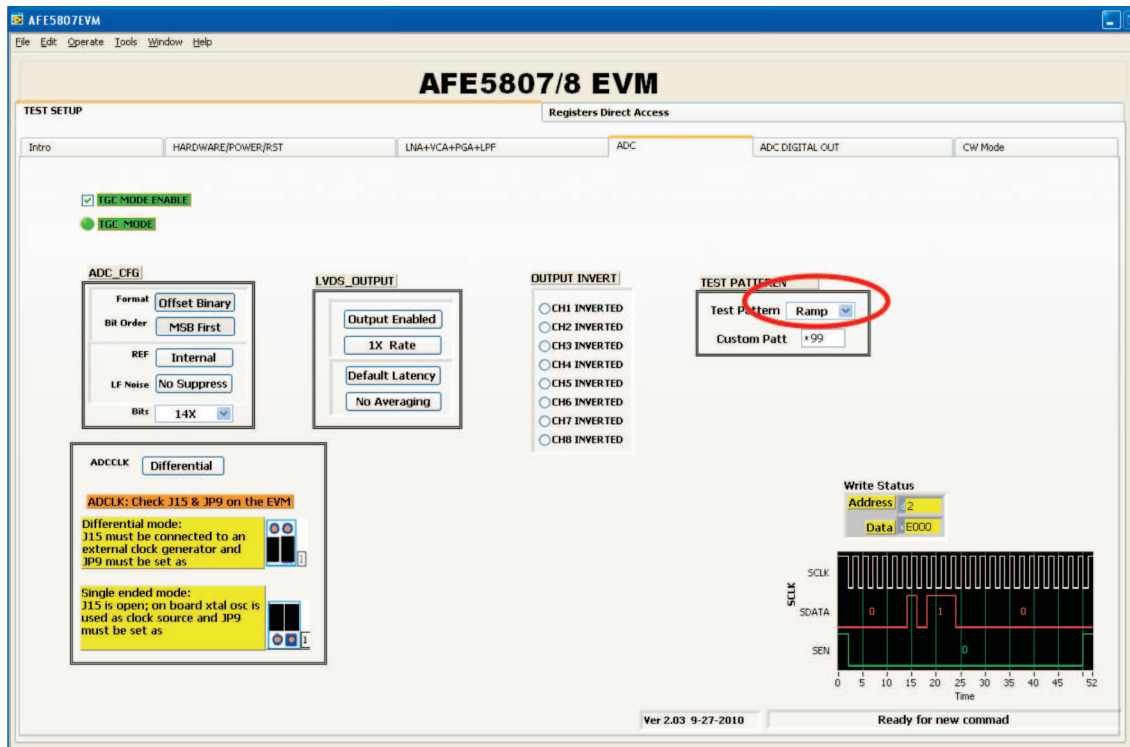 AFE5807EVM
File Edit Operate Tools Window Help
AFE5807/8 EVM
TEST SETUP
Registers Direct Access
Intro
HARDWARE/POWER/RST
LNA+VCA+PGA+LPF
ADC
ADC DIGITAL OUT
CW Mode
TGC MODE ENABLE
TGC MODE
ADC_CFG
Format Offset Binary
Bit Order MSB First
REF Internal
LF Noise No Suppress
Bits 14X
LVDS_OUTPUT
Output Enabled
1X Rate
Default Latency
No Averaging
OUTPUT INVERT
CH1 INVERTED
CH2 INVERTED
CH3 INVERTED
CH4 INVERTED
CH5 INVERTED
CH6 INVERTED
CH7 INVERTED
CH8 INVERTED
TEST PATTEREN
Test Pattern Ramp
Custom Patt x99
ADCCLK Differential
ADCLK: Check J15 & JP9 on the EVM
Differential mode:
J15 must be connected to an
external clock generator and
JP9 must be set as
1
Single ended mode:
J15 is open; on board xtal osc is
used as clock source and JP9
must be set as
1
Write Status
Address 2
Data xE000
SCLK
SCLK
SDATA 0 1 0
SEN 0
0 5 10 15 20 25 30 35 40 45 52
Time
Ver 2.03 9-27-2010
Ready for new commad